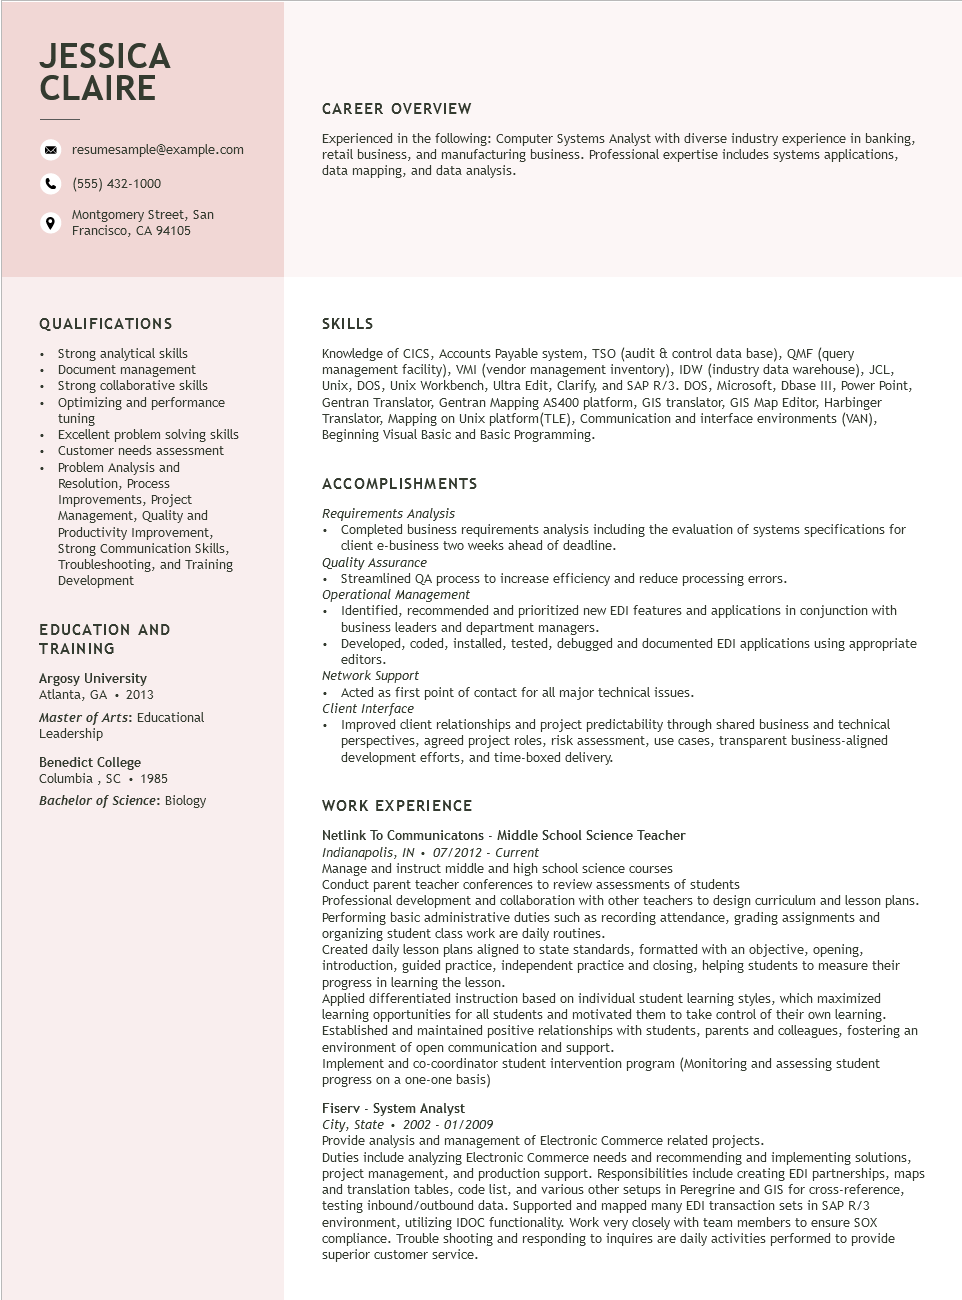 JESSICA
CLAIRE
resumesample@example.com
(555) 432-1000
Montgomery Street, San
Francisco, CA 94105
CAREER OVERVIEW
Experienced in the following: Computer Systems Analyst with diverse industry experience in banking,
retail business, and manufacturing business. Professional expertise includes systems applications,
data mapping, and data analysis.
QUALIFICATIONS
• Strong analytical skills
• Document management
• Strong collaborative skills
• Optimizing and performance
tuning
• Excellent problem solving skills
• Customer needs assessment
• Problem Analysis and
Resolution, Process
Improvements, Project
Management, Quality and
Productivity Improvement,
Strong Communication Skills,
Troubleshooting, and Training
Development
EDUCATION AND
TRAINING
Argosy University
Atlanta, GA • 2013
Master of Arts: Educational
Leadership
Benedict College
Columbia , SC • 1985
Bachelor of Science: Biology
SKILLS
Knowledge of CICS, Accounts Payable system, TSO (audit & control data base), QMF (query
management facility), VMI (vendor management inventory), IDW (industry data warehouse), JCL,
Unix, DOS, Unix Workbench, Ultra Edit, Clarify, and SAP R/3. DOS, Microsoft, Dbase III, Power Point,
Gentran Translator, Gentran Mapping AS400 platform, GIS translator, GIS Map Editor, Harbinger
Translator, Mapping on Unix platform(TLE), Communication and interface environments (VAN),
Beginning Visual Basic and Basic Programming.
ACCOMPLISHMENTS
Requirements Analysis
• Completed business requirements analysis including the evaluation of systems specifications for
client e-business two weeks ahead of deadline.
Quality Assurance
• Streamlined QA process to increase efficiency and reduce processing errors.
Operational Management
• Identified, recommended and prioritized new EDI features and applications in conjunction with
business leaders and department managers.
• Developed, coded, installed, tested, debugged and documented EDI applications using appropriate
editors.
Network Support
• Acted as first point of contact for all major technical issues.
Client Interface
• Improved client relationships and project predictability through shared business and technical
perspectives, agreed project roles, risk assessment, use cases, transparent business-aligned
development efforts, and time-boxed delivery.
WORK EXPERIENCE
Netlink To Communicatons - Middle School Science Teacher
Indianapolis, IN • 07/2012 - Current
Manage and instruct middle and high school science courses
Conduct parent teacher conferences to review assessments of students
Professional development and collaboration with other teachers to design curriculum and lesson plans.
Performing basic administrative duties such as recording attendance, grading assignments and
organizing student class work are daily routines.
Created daily lesson plans aligned to state standards, formatted with an objective, opening,
introduction, guided practice, independent practice and closing, helping students to measure their
progress in learning the lesson.
Applied differentiated instruction based on individual student learning styles, which maximized
learning opportunities for all students and motivated them to take control of their own learning.
Established and maintained positive relationships with students, parents and colleagues, fostering an
environment of open communication and support.
Implement and co-coordinator student intervention program (Monitoring and assessing student
progress on a one-one basis)
Fiserv - System Analyst
City, State • 2002 - 01/2009
Provide analysis and management of Electronic Commerce related projects.
Duties include analyzing Electronic Commerce needs and recommending and implementing solutions,
project management, and production support. Responsibilities include creating EDI partnerships, maps
and translation tables, code list, and various other setups in Peregrine and GIS for cross-reference,
testing inbound/outbound data. Supported and mapped many EDI transaction sets in SAP R/3
environment, utilizing IDOC functionality. Work very closely with team members to ensure SOX
compliance. Trouble shooting and responding to inquires are daily activities performed to provide
superior customer service.